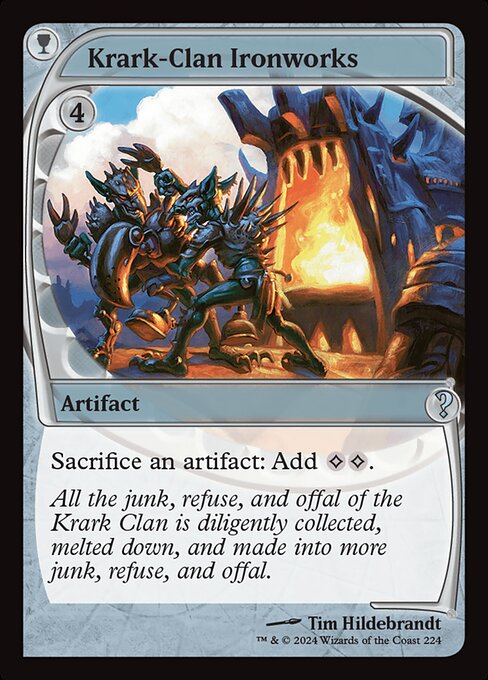 Krark-Clan Ironworks
4
Artifact
Sacrifice an artifact: Add ◇◇.
All the junk, refuse, and offal of the
Krark Clan is diligently collected,
melted down, and made into more
junk, refuse, and offal.
Tim Hildebrandt
™ & © 2024 Wizards of the Coast 224